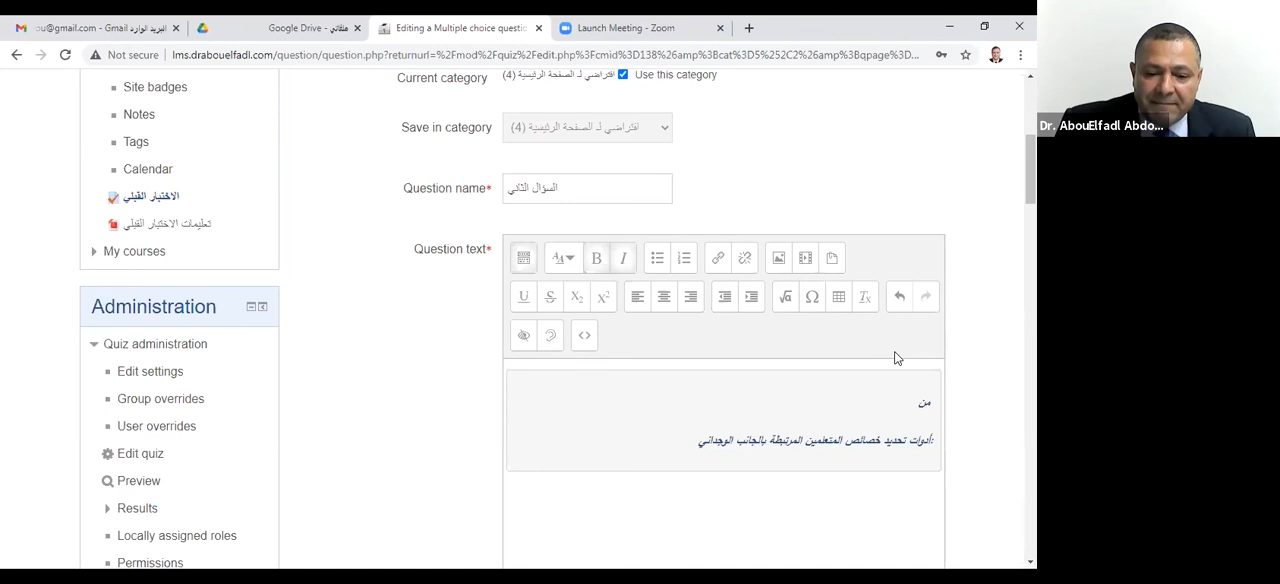 ou@gmail.com - Gmail البريد الوارد
Google Drive - ملفاتي
Editing a Multiple choice questio
Launch Meeting - Zoom
Not secure
lms.drabouelfadl.com/question/question.php?returnurl=%2Fmod%2Fquiz%2Fedit.php%3Fcmid%3D138%26amp%3Bcat%3D5%252C2%26amp%3Bqpage%3D...
Dr. AbouElfadl Abdo...
Site badges
Notes
Tags
Calendar
الاختبار القبلي
تعليمات الاختبار القبلي
My courses
Administration
Quiz administration
Edit settings
Group overrides
User overrides
Edit quiz
Preview
Results
Locally assigned roles
Permissions
Current category
افتراضي لـ الصفحة الرئيسية (4)
Use this category
Save in category
افتراضي لـ الصفحة الرئيسية (4)
Question name*
السؤال الثاني
Question text*
من
أدوات تحديد خصائص المتعلمين المرتبطة بالجانب الوجداني: